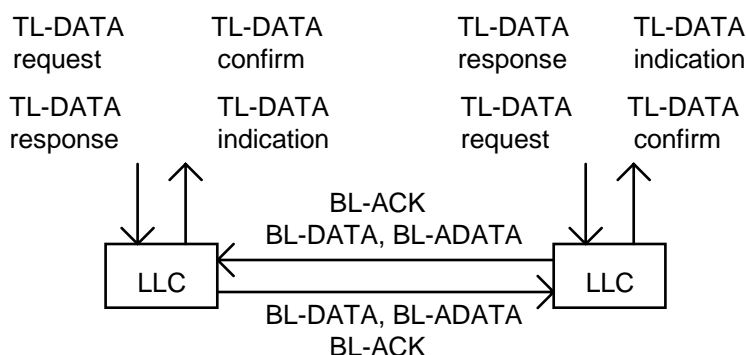 TL-DATA TL-DATA TL-DATA TL-DATA
request confirm response indication
TL-DATA TL-DATA TL-DATA TL-DATA
response indication request confirm
BL-ACK
BL-DATA, BL-ADATA
LLC LLC
BL-DATA, BL-ADATA
BL-ACK